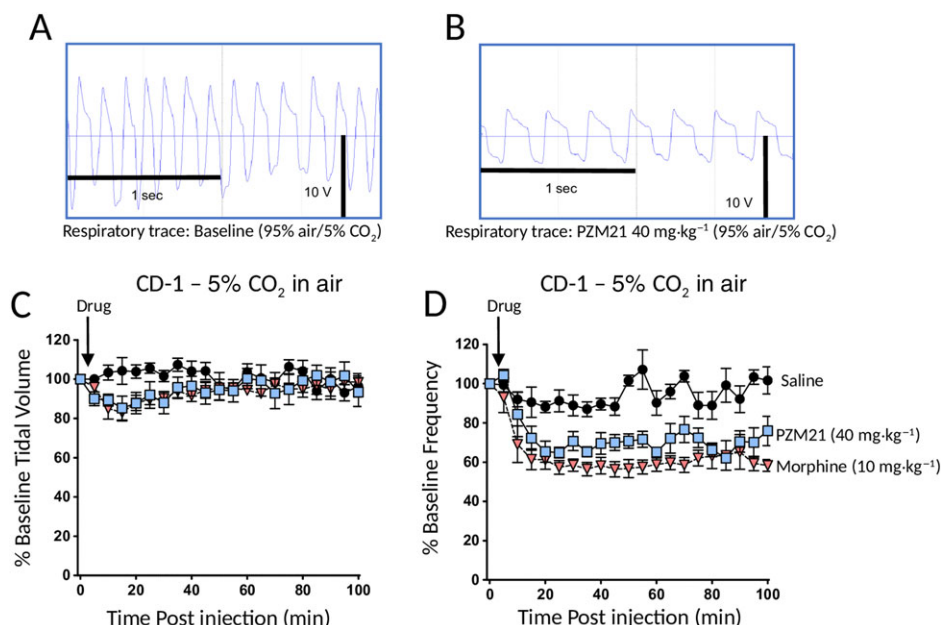 A
B
1 sec
10 V
1 sec
10 V
Respiratory trace: Baseline (95% air/5% CO₂)
Respiratory trace: PZM21 40 mg·kg⁻¹ (95% air/5% CO₂)
CD-1 – 5% CO₂ in air
CD-1 – 5% CO₂ in air
C
Drug
D
Drug
% Baseline Tidal Volume
120
100
80
60
40
20
0
0 20 40 60 80 100
Time Post injection (min)
% Baseline Frequency
120
100
80
60
40
20
0
Saline
PZM21 (40 mg·kg⁻¹)
Morphine (10 mg·kg⁻¹)
0 20 40 60 80 100
Time Post injection (min)